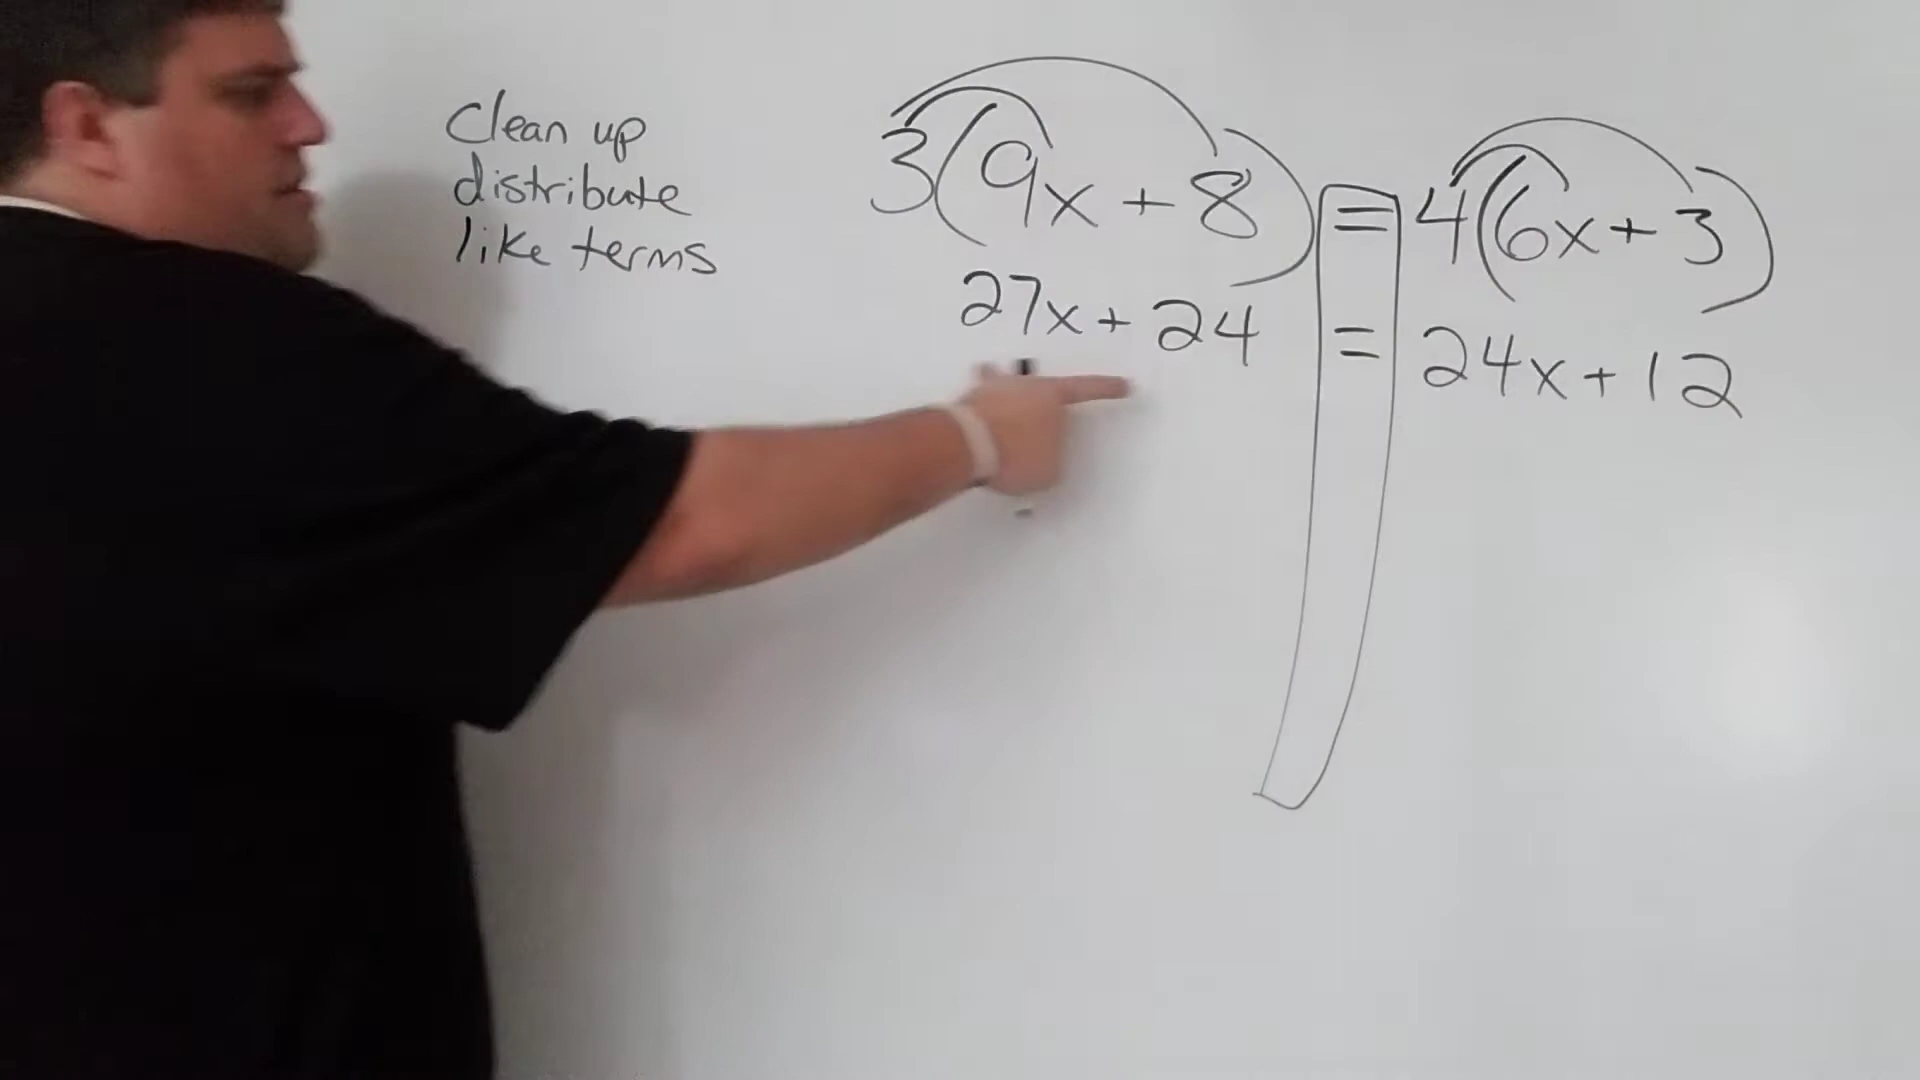 clean up
distribute
like terms
3(9x+8) = 4(6x+3)
27x+24 = 24x+12